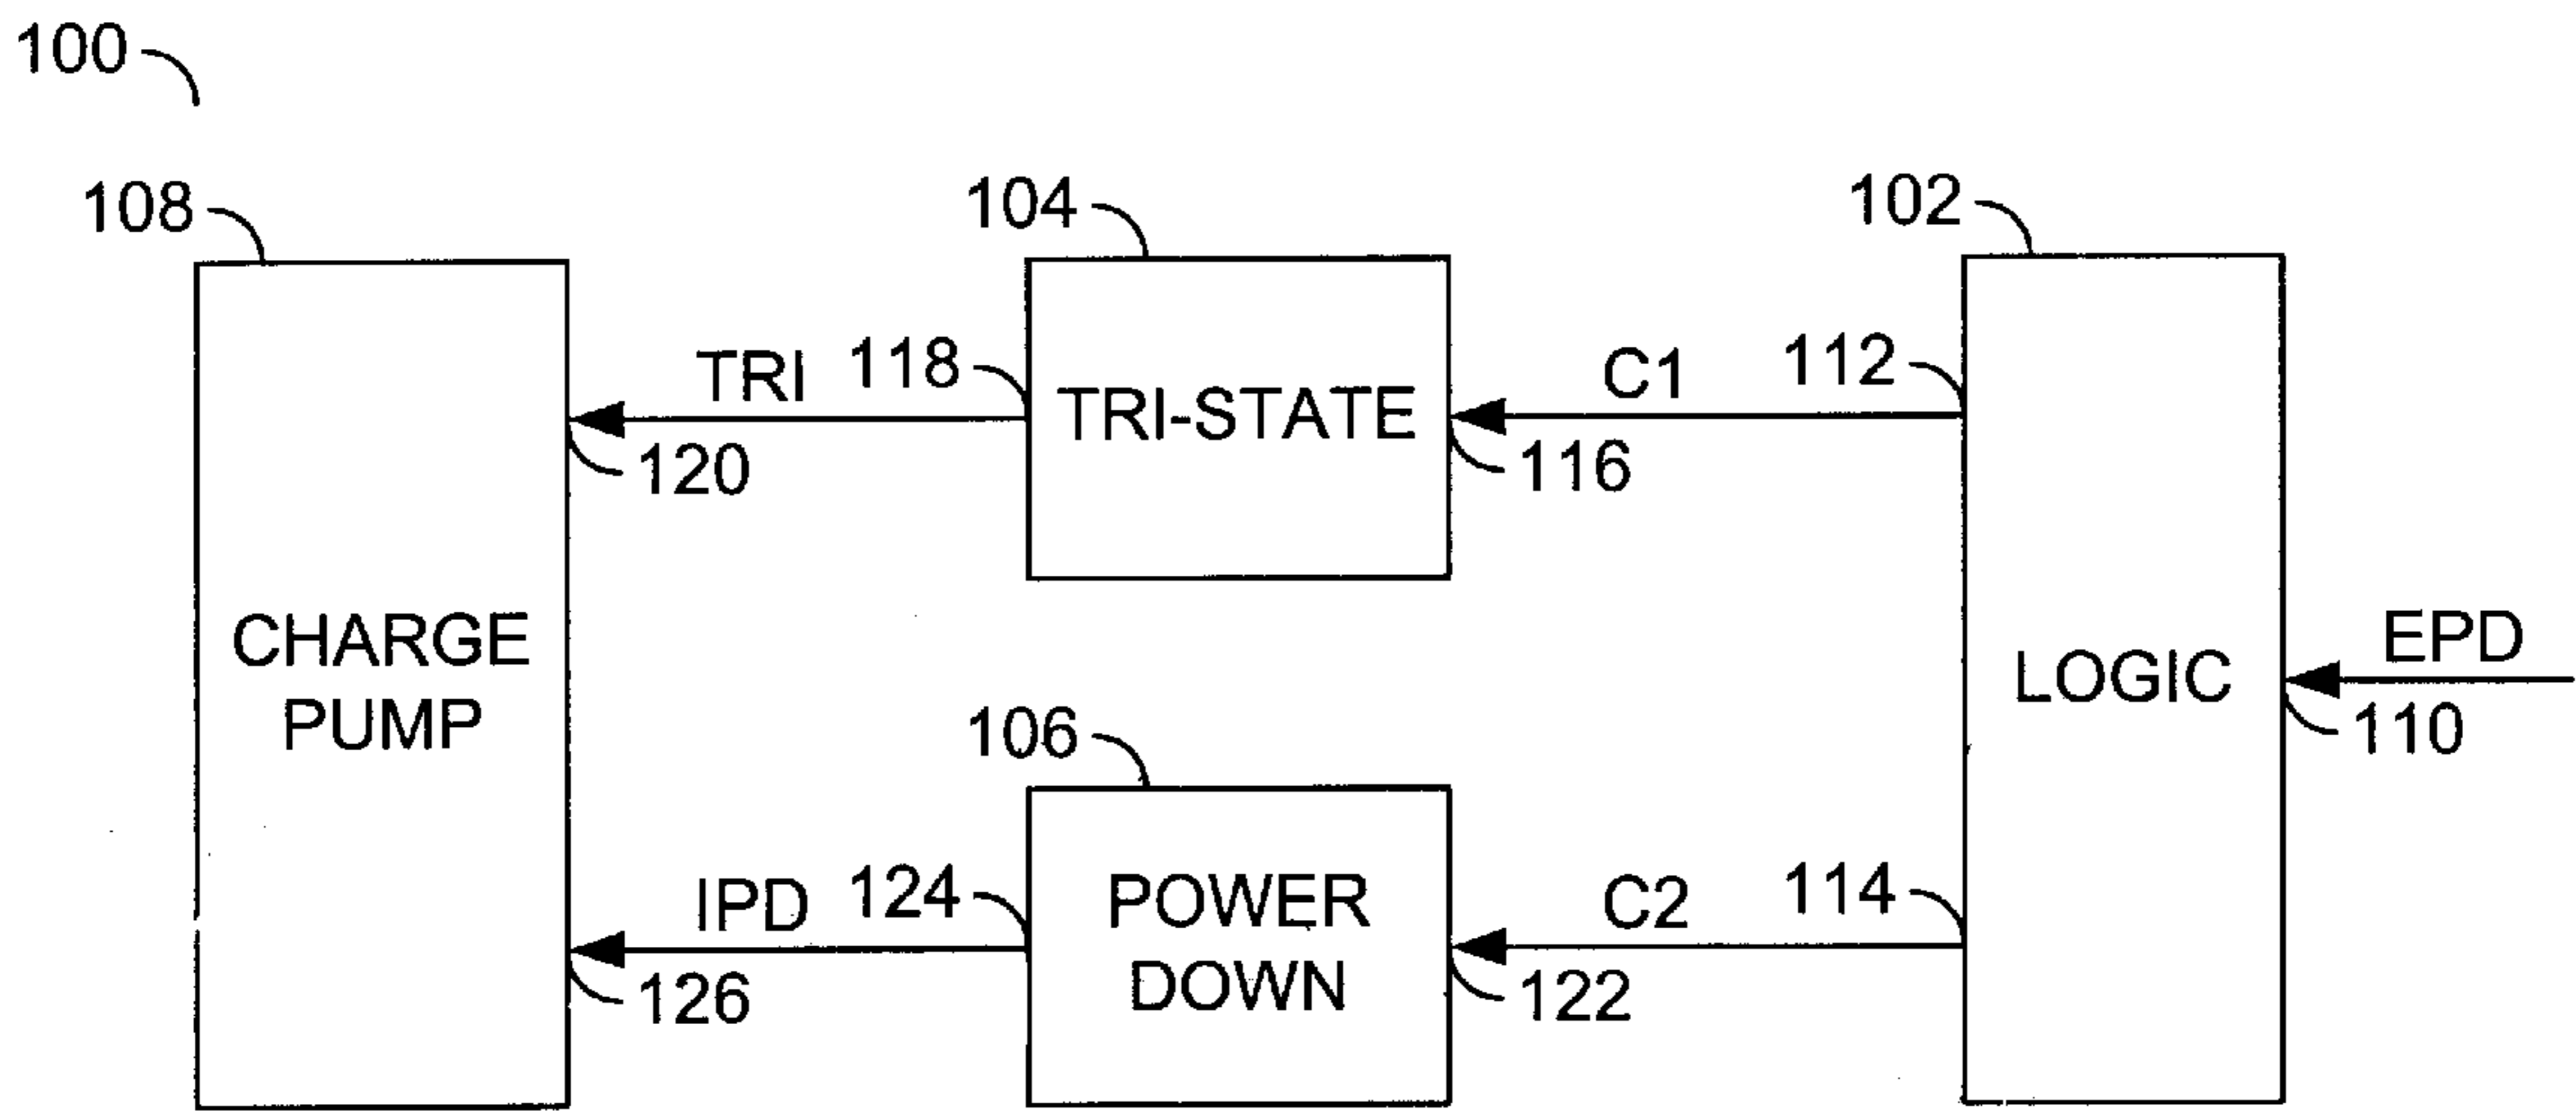 100
108
104
102
TRI
118
C1
112
TRI-STATE
120
116
CHARGE
PUMP
LOGIC
EPD
110
106
IPD
124
POWER
DOWN
C2
114
126
122